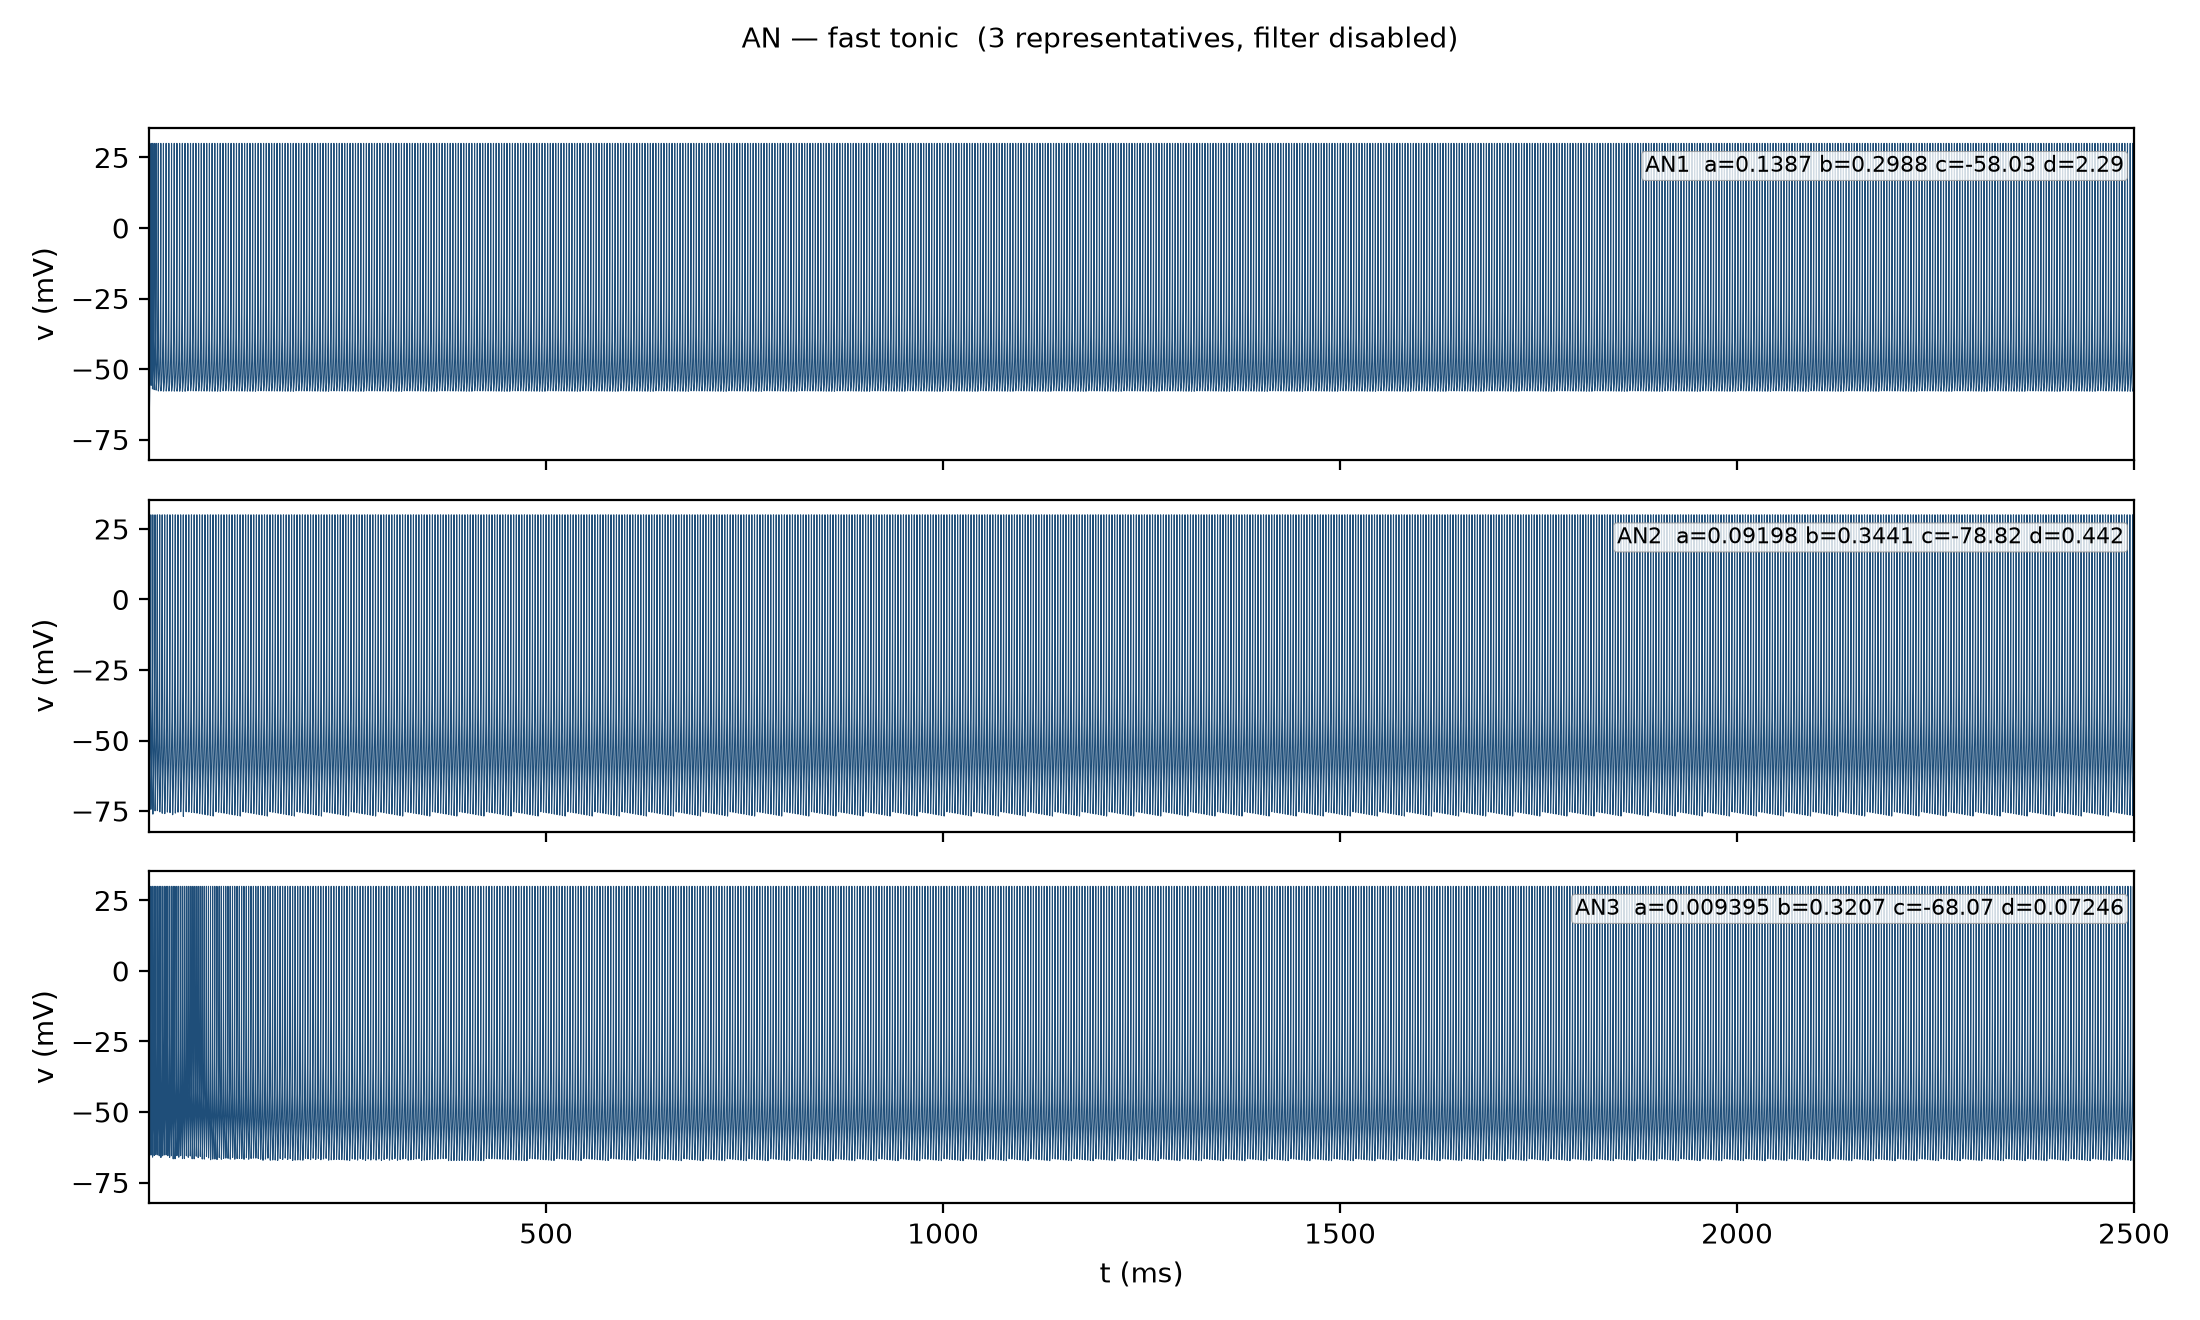 AN — fast tonic  (3 representatives, filter disabled)
25
0
−25
−50
−75
v (mV)
AN1  a=0.1387 b=0.2988 c=-58.03 d=2.29
25
0
−25
−50
−75
v (mV)
AN2  a=0.09198 b=0.3441 c=-78.82 d=0.442
25
0
−25
−50
−75
v (mV)
AN3  a=0.009395 b=0.3207 c=-68.07 d=0.07246
500 1000 1500 2000 2500
t (ms)